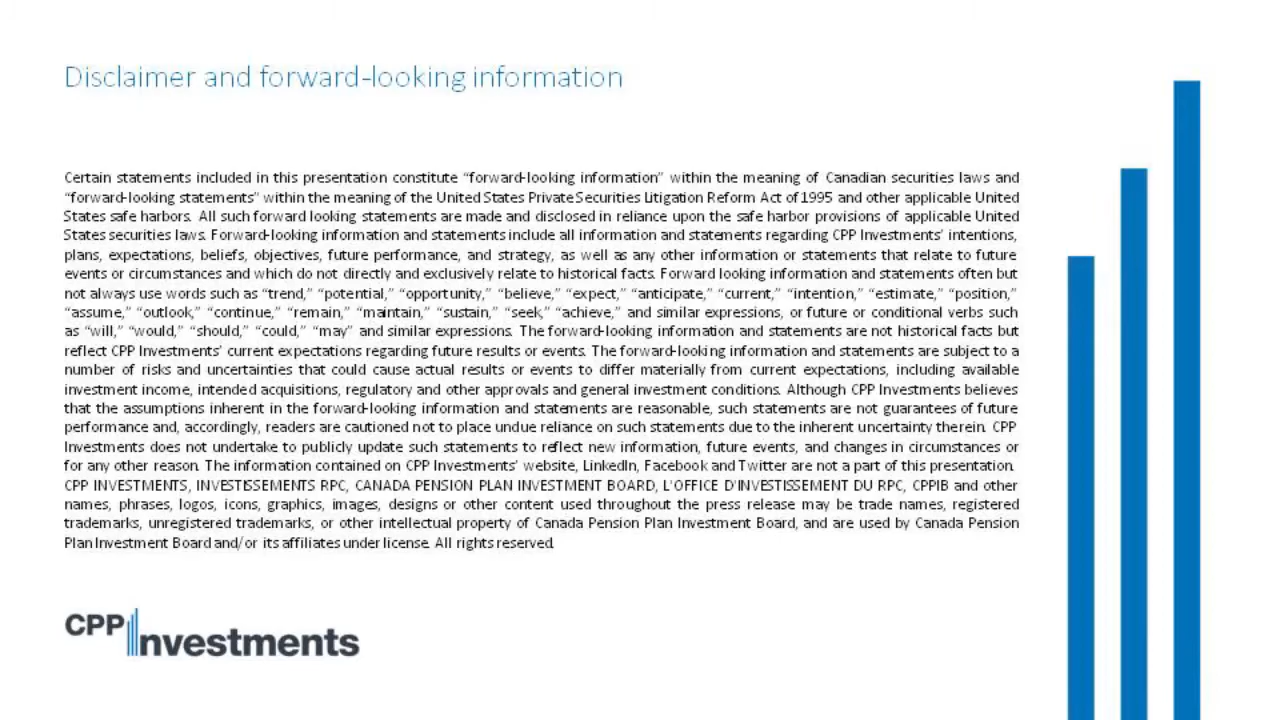 Disclaimer and forward-looking information
Certain statements included in this presentation constitute “forward-looking information” within the meaning of Canadian securities laws and
“forward-looking statements” within the meaning of the United States Private Securities Litigation Reform Act of 1995 and other applicable United
States safe harbors. All such forward looking statements are made and disclosed in reliance upon the safe harbor provisions of applicable United
States securities laws. Forward-looking information and statements include all information and statements regarding CPP Investments’ intentions,
plans, expectations, beliefs, objectives, future performance, and strategy, as well as any other information or statements that relate to future
events or circumstances and which do not directly and exclusively relate to historical facts. Forward looking information and statements often but
not always use words such as “trend,” “potential,” “opportunity,” “believe,” “expect,” “anticipate,” “current,” “intention,” “estimate,” “position,”
“assume,” “outlook,” “continue,” “remain,” “maintain,” “sustain,” “seek,” “achieve,” and similar expressions, or future or conditional verbs such
as “will,” “would,” “should,” “could,” “may” and similar expressions. The forward-looking information and statements are not historical facts but
reflect CPP Investments’ current expectations regarding future results or events. The forward-looking information and statements are subject to a
number of risks and uncertainties that could cause actual results or events to differ materially from current expectations, including available
investment income, intended acquisitions, regulatory and other approvals and general investment conditions. Although CPP Investments believes
that the assumptions inherent in the forward-looking information and statements are reasonable, such statements are not guarantees of future
performance and, accordingly, readers are cautioned not to place undue reliance on such statements due to the inherent uncertainty therein. CPP
Investments does not undertake to publicly update such statements to reflect new information, future events, and changes in circumstances or
for any other reason. The information contained on CPP Investments’ website, LinkedIn, Facebook and Twitter are not a part of this presentation.
CPP INVESTMENTS, INVESTISSEMENTS RPC, CANADA PENSION PLAN INVESTMENT BOARD, L'OFFICE D'INVESTISSEMENT DU RPC, CPPIB and other
names, phrases, logos, icons, graphics, images, designs or other content used throughout the press release may be trade names, registered
trademarks, unregistered trademarks, or other intellectual property of Canada Pension Plan Investment Board, and are used by Canada Pension
Plan Investment Board and/or its affiliates under license. All rights reserved.
CPP Investments